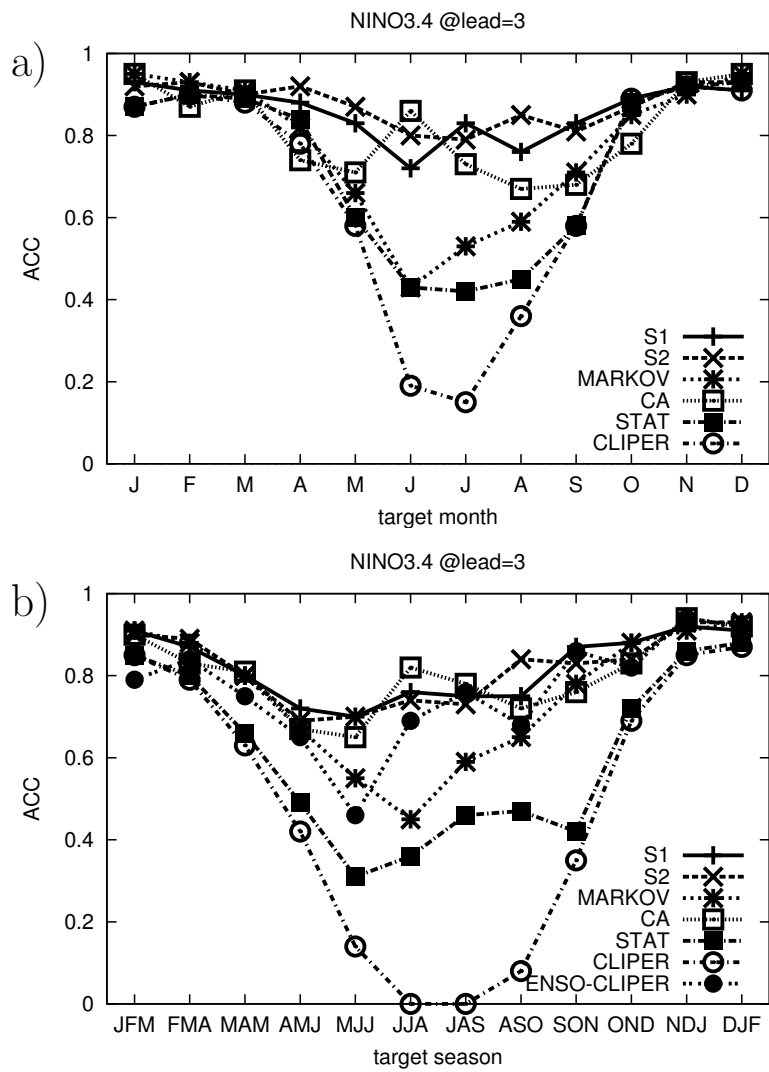 a)
NINO3.4 @lead=3
1
0.8
0.6
0.4
0.2
0
ACC
S1
S2
MARKOV
CA
STAT
CLIPER
J F M A M J J A S O N D
target month
b)
NINO3.4 @lead=3
1
0.8
0.6
0.4
0.2
0
ACC
S1
S2
MARKOV
CA
STAT
CLIPER
ENSO-CLIPER
JFM FMA MAM AMJ MJJ JJA JAS ASO SON OND NDJ DJF
target season